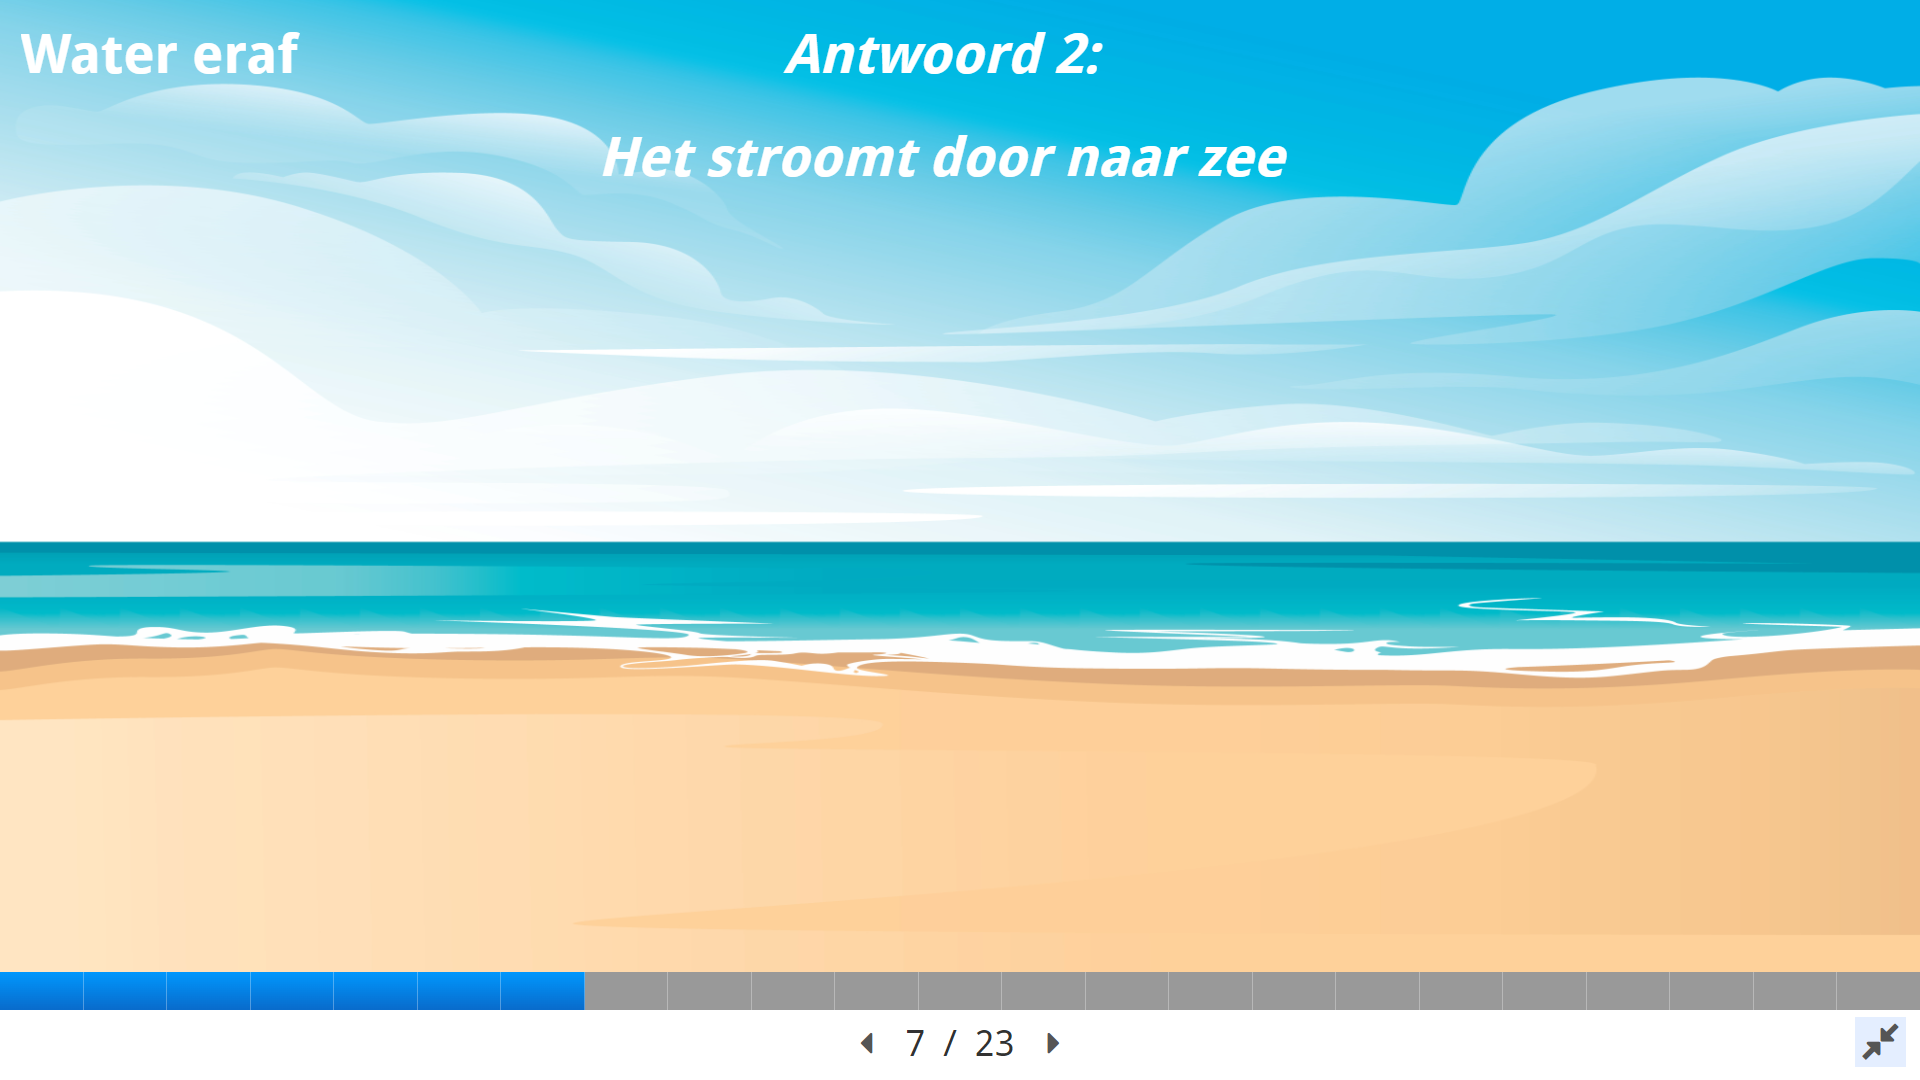 Water eraf
Antwoord 2:
Het stroomt door naar zee
7 / 23